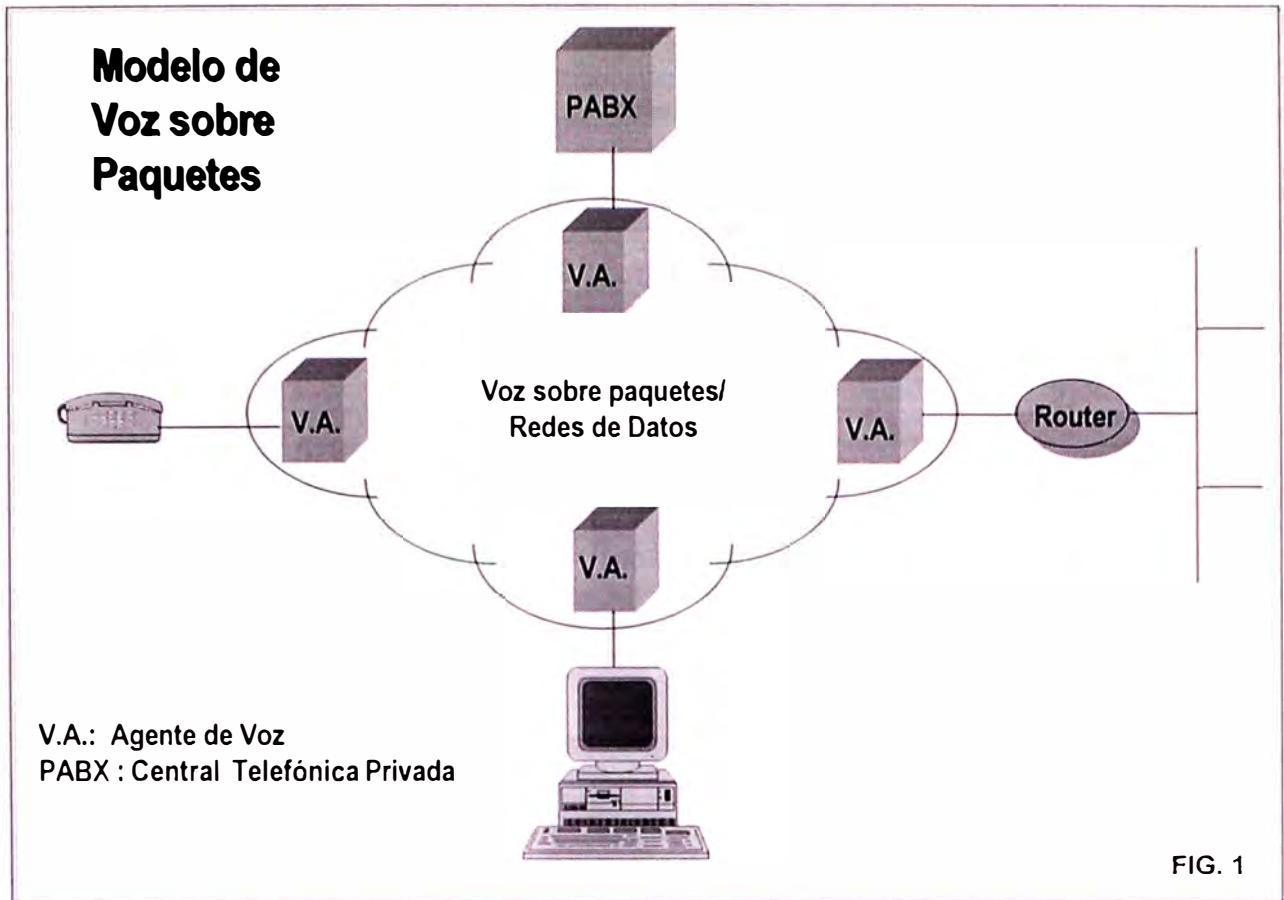 Modelo de
Voz sobre
Paquetes
PABX
V.A.
V.A.
Voz sobre paquetes/
Redes de Datos
V.A.
Router
V.A.
V.A.: Agente de Voz
PABX : Central Telefónica Privada
FIG. 1